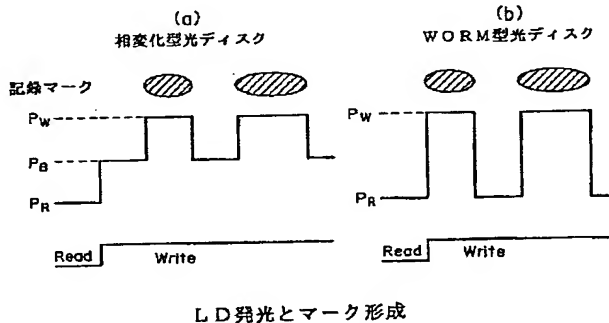 (a)
相変化型光ディスク
(b)
WORM型光ディスク
記録マーク
PW
PB
PR
Read
Write
PW
PR
Read
Write
LD発光とマーク形成